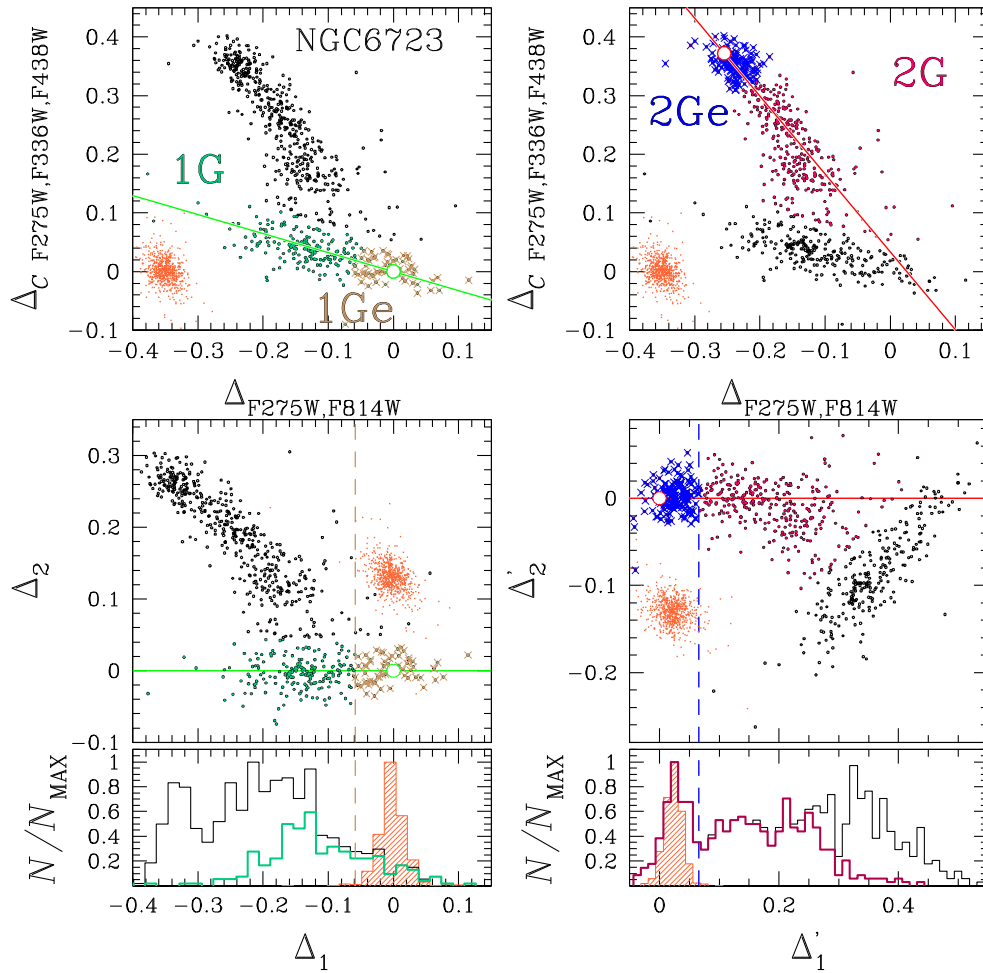 NGC6723
1G
1Ge
Δ_C F275W,F336W,F438W
0.4
0.3
0.2
0.1
0
−0.1
−0.4 −0.3 −0.2 −0.1 0 0.1
Δ_F275W,F814W
2G
2Ge
Δ_C F275W,F336W,F438W
0.4
0.3
0.2
0.1
0
−0.1
−0.4 −0.3 −0.2 −0.1 0 0.1
Δ_F275W,F814W
Δ_2
0.3
0.2
0.1
0
−0.1
Δ'_2
0
−0.1
−0.2
N/N_MAX
1
0.8
0.6
0.4
0.2
−0.4 −0.3 −0.2 −0.1 0 0.1
Δ_1
N/N_MAX
1
0.8
0.6
0.4
0.2
0 0.2 0.4
Δ'_1